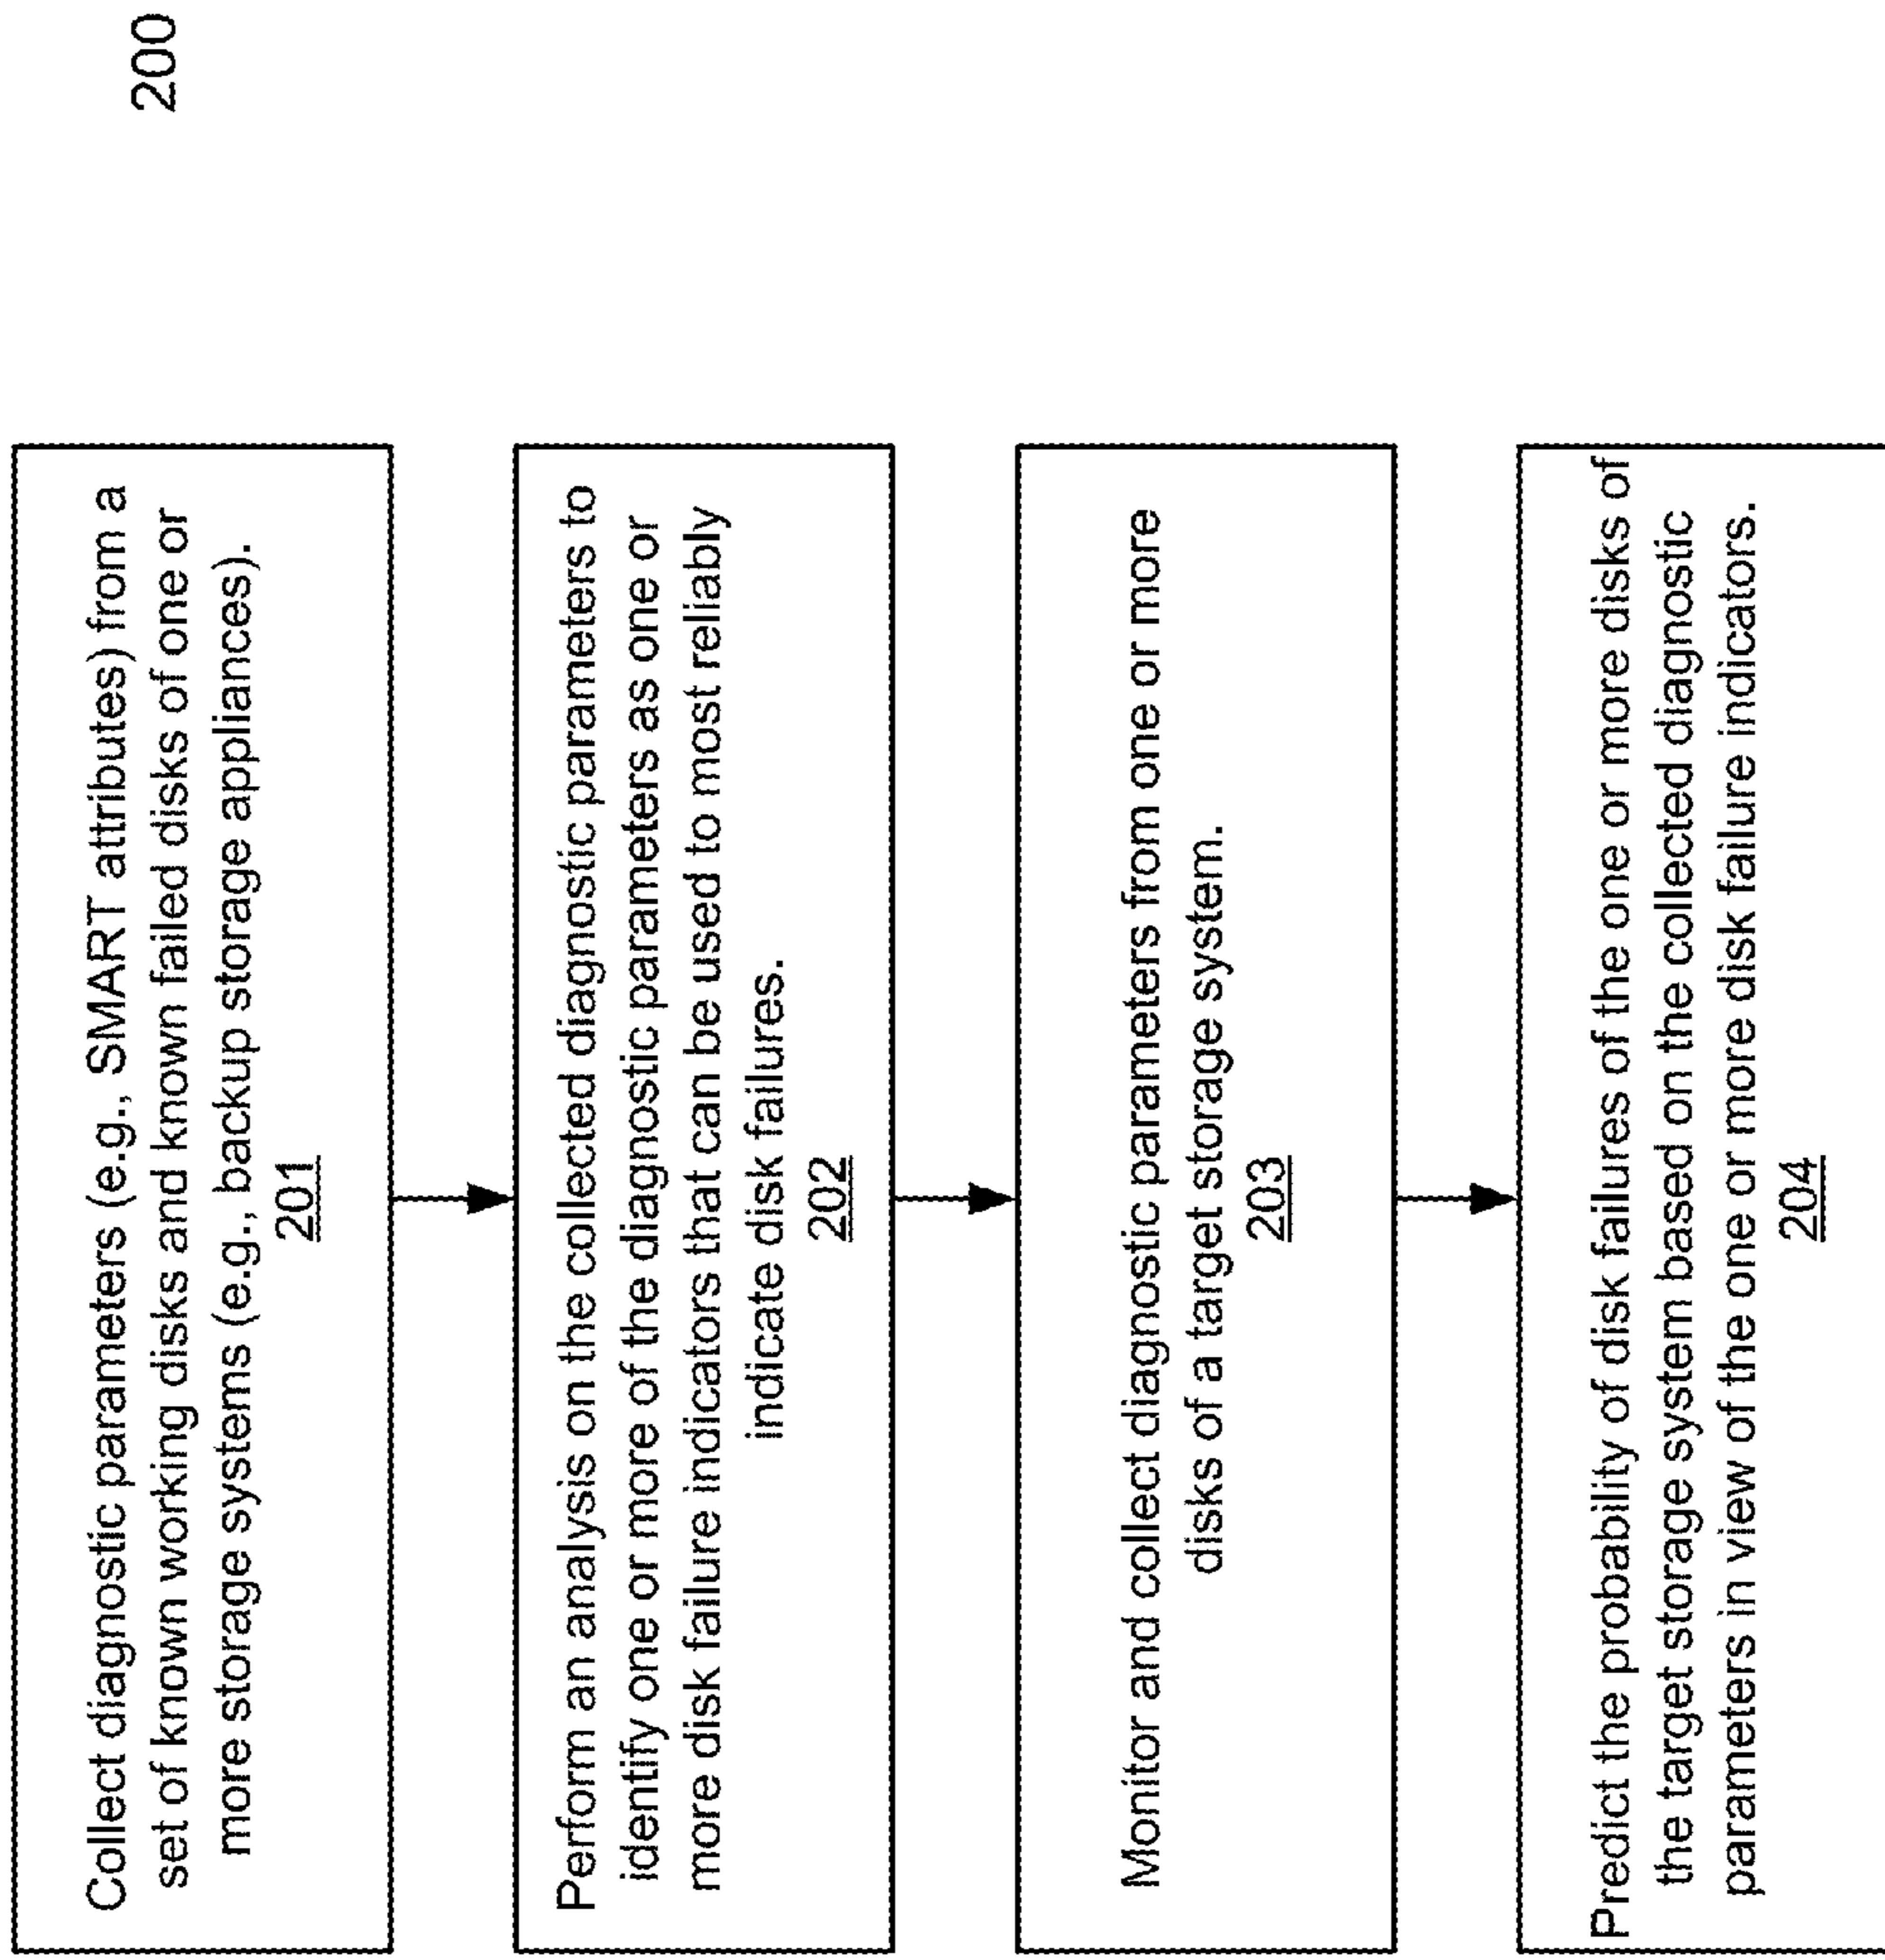 200
Collect diagnostic parameters (e.g., SMART attributes) from a
set of known working disks and known failed disks of one or
more storage systems (e.g., backup storage appliances).
201
Perform an analysis on the collected diagnostic parameters to
identify one or more of the diagnostic parameters as one or
more disk failure indicators that can be used to most reliably
indicate disk failures.
202
Monitor and collect diagnostic parameters from one or more
disks of a target storage system.
203
Predict the probability of disk failures of the one or more disks of
the target storage system based on the collected diagnostic
parameters in view of the one or more disk failure indicators.
204